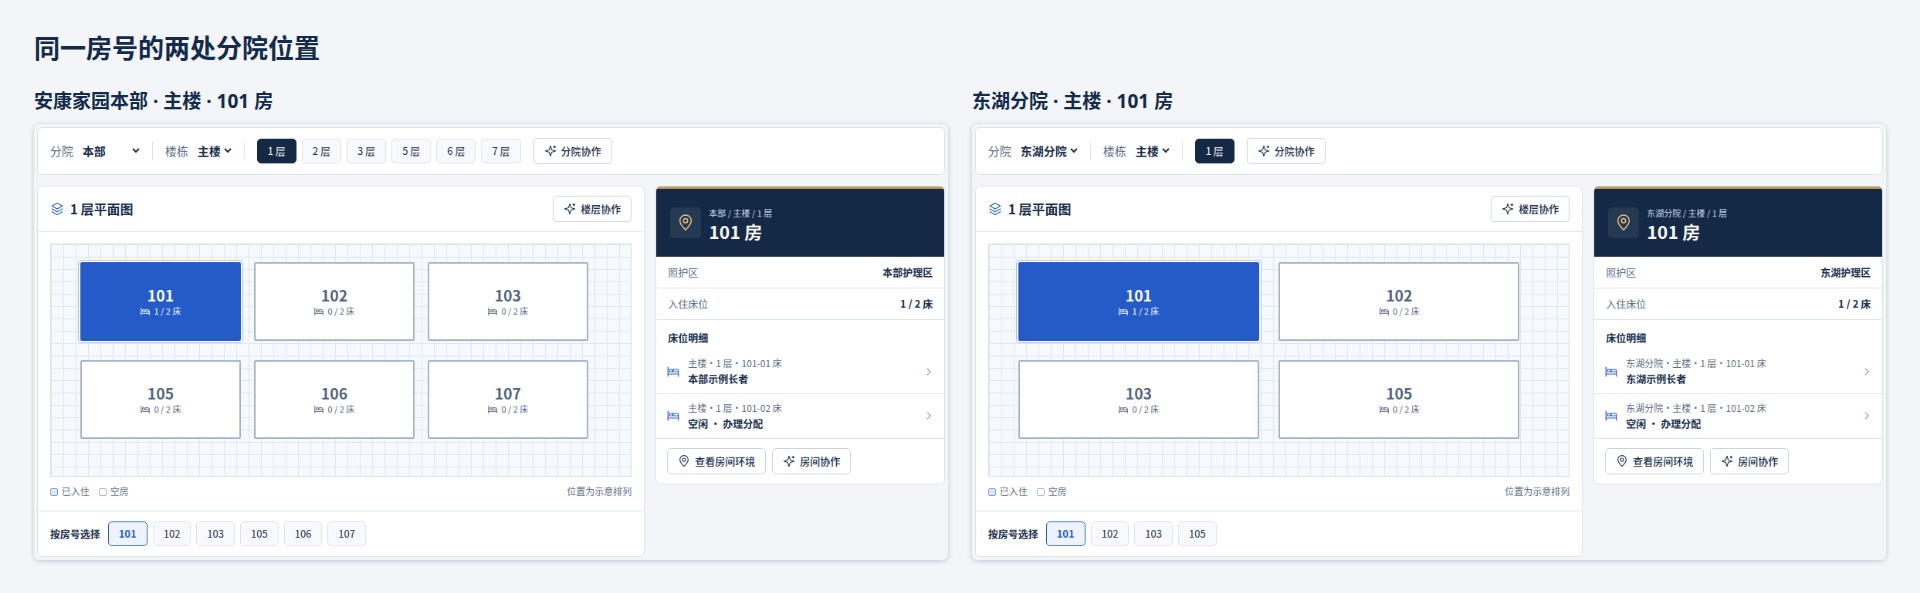 同一房号的两处分院位置
安康家园本部 · 主楼 · 101 房
分院 本部 楼栋 主楼 1 层 2 层 3 层 5 层 6 层 7 层 分院协作
1 层平面图 楼层协作
101
1 / 2 床
102
0 / 2 床
103
0 / 2 床
105
0 / 2 床
106
0 / 2 床
107
0 / 2 床
已入住 空房 位置为示意排列
按房号选择 101 102 103 105 106 107
本部 / 主楼 / 1 层
101 房
照护区 本部护理区
入住床位 1 / 2 床
床位明细
主楼・1 层・101-01 床
本部示例长者
主楼・1 层・101-02 床
空闲 ・ 办理分配
查看房间环境 房间协作
东湖分院 · 主楼 · 101 房
分院 东湖分院 楼栋 主楼 1 层 分院协作
1 层平面图 楼层协作
101
1 / 2 床
102
0 / 2 床
103
0 / 2 床
105
0 / 2 床
已入住 空房 位置为示意排列
按房号选择 101 102 103 105
东湖分院 / 主楼 / 1 层
101 房
照护区 东湖护理区
入住床位 1 / 2 床
床位明细
东湖分院・主楼・1 层・101-01 床
东湖示例长者
东湖分院・主楼・1 层・101-02 床
空闲 ・ 办理分配
查看房间环境 房间协作